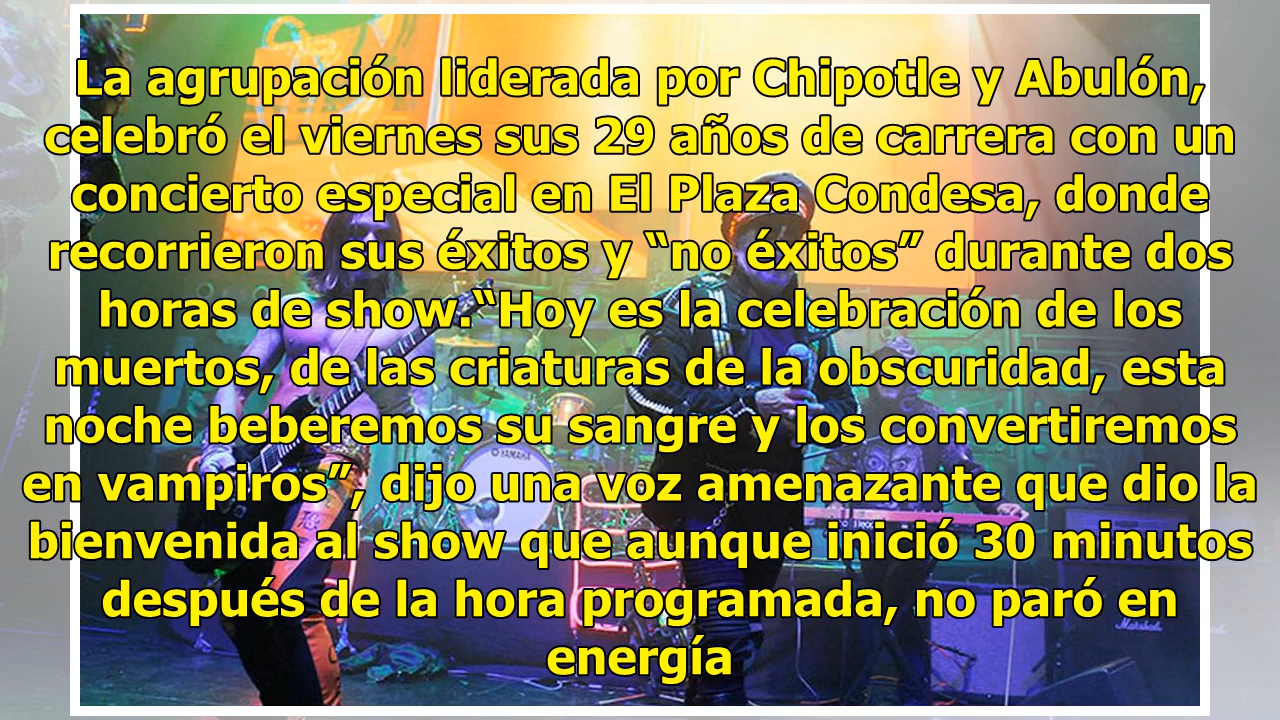 La agrupación liderada por Chipotle y Abulón,
celebró el viernes sus 29 años de carrera con un
concierto especial en El Plaza Condesa, donde
recorrieron sus éxitos y “no éxitos” durante dos
horas de show.“Hoy es la celebración de los
muertos, de las criaturas de la obscuridad, esta
noche beberemos su sangre y los convertiremos
en vampiros”, dijo una voz amenazante que dio la
bienvenida al show que aunque inició 30 minutos
después de la hora programada, no paró en
energía
YAMAHA
Marshall